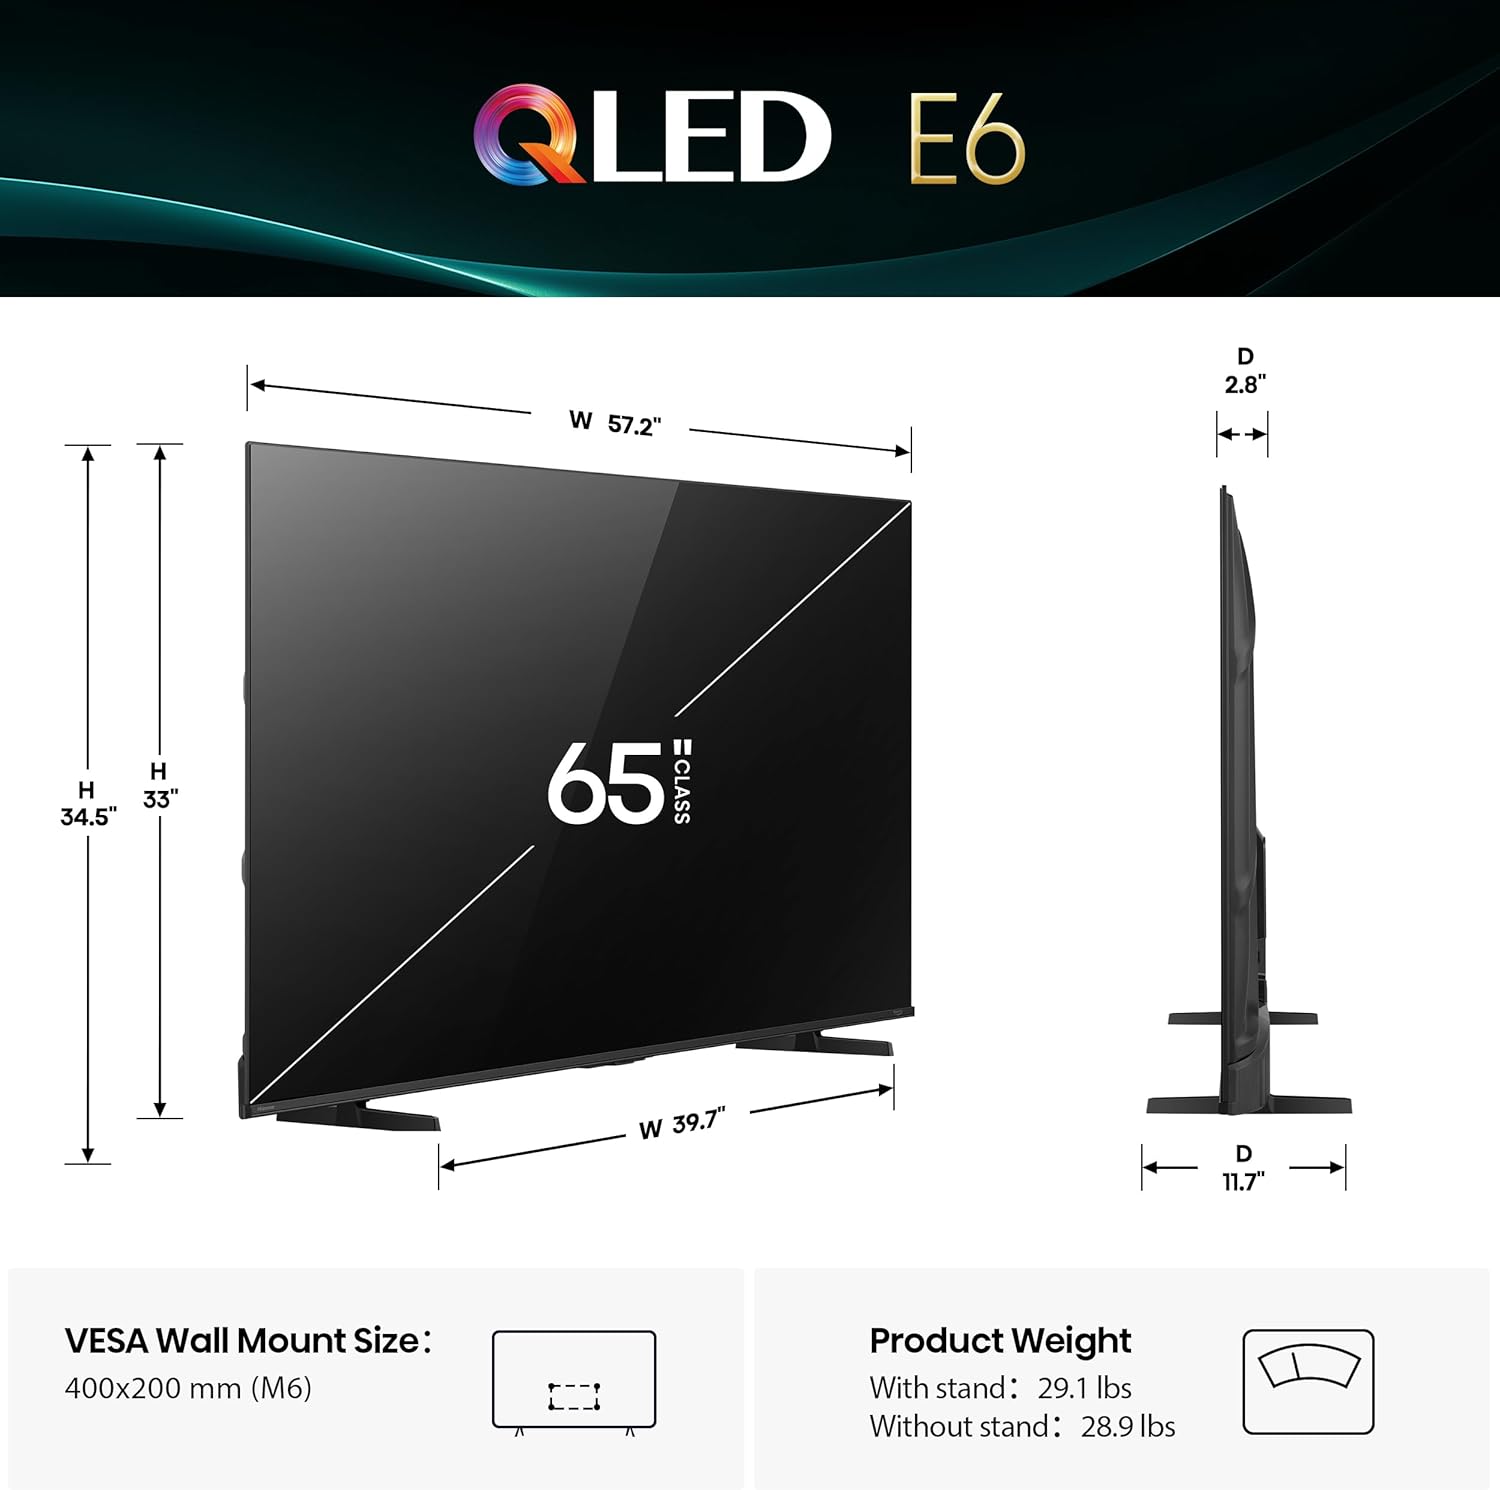 QLED E6
D
2.8"
W 57.2"
H
34.5"
H
33"
65" CLASS
Hisense
W 39.7"
D
11.7"
VESA Wall Mount Size:
400x200 mm (M6)
Product Weight
With stand: 29.1 lbs
Without stand: 28.9 lbs